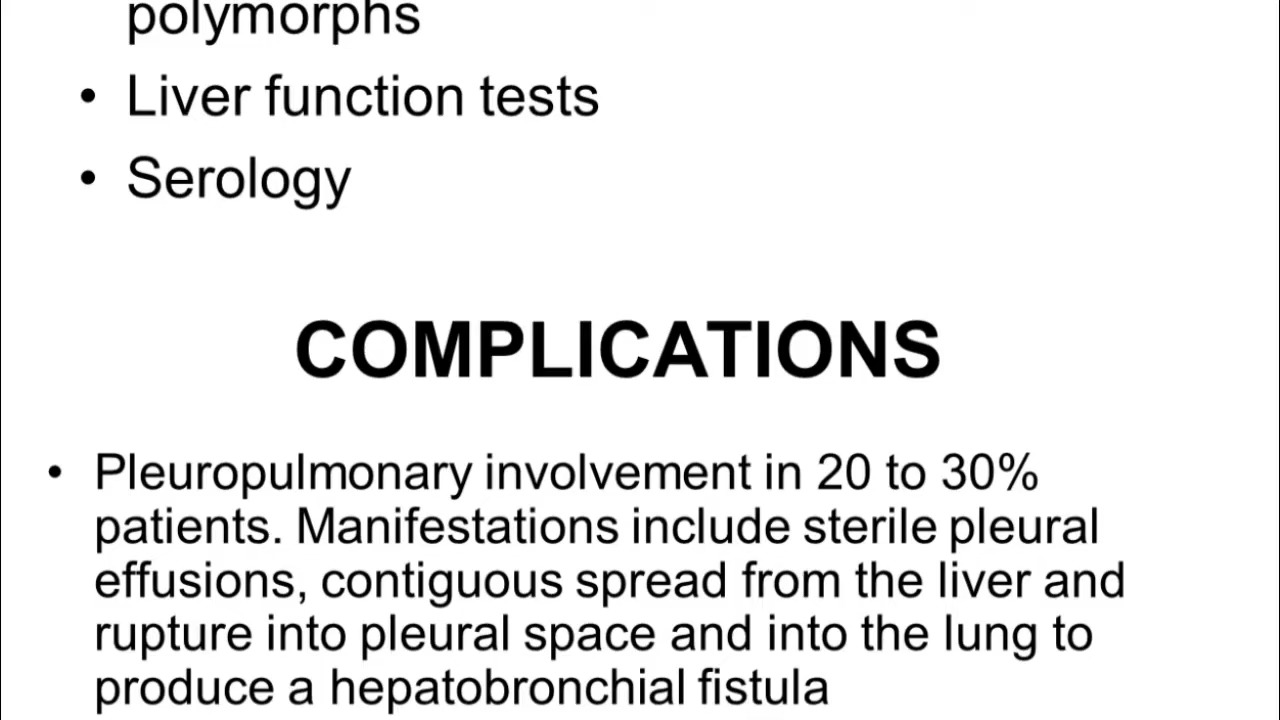 polymorphs
• Liver function tests
• Serology
COMPLICATIONS
• Pleuropulmonary involvement in 20 to 30%
patients. Manifestations include sterile pleural
effusions, contiguous spread from the liver and
rupture into pleural space and into the lung to
produce a hepatobronchial fistula